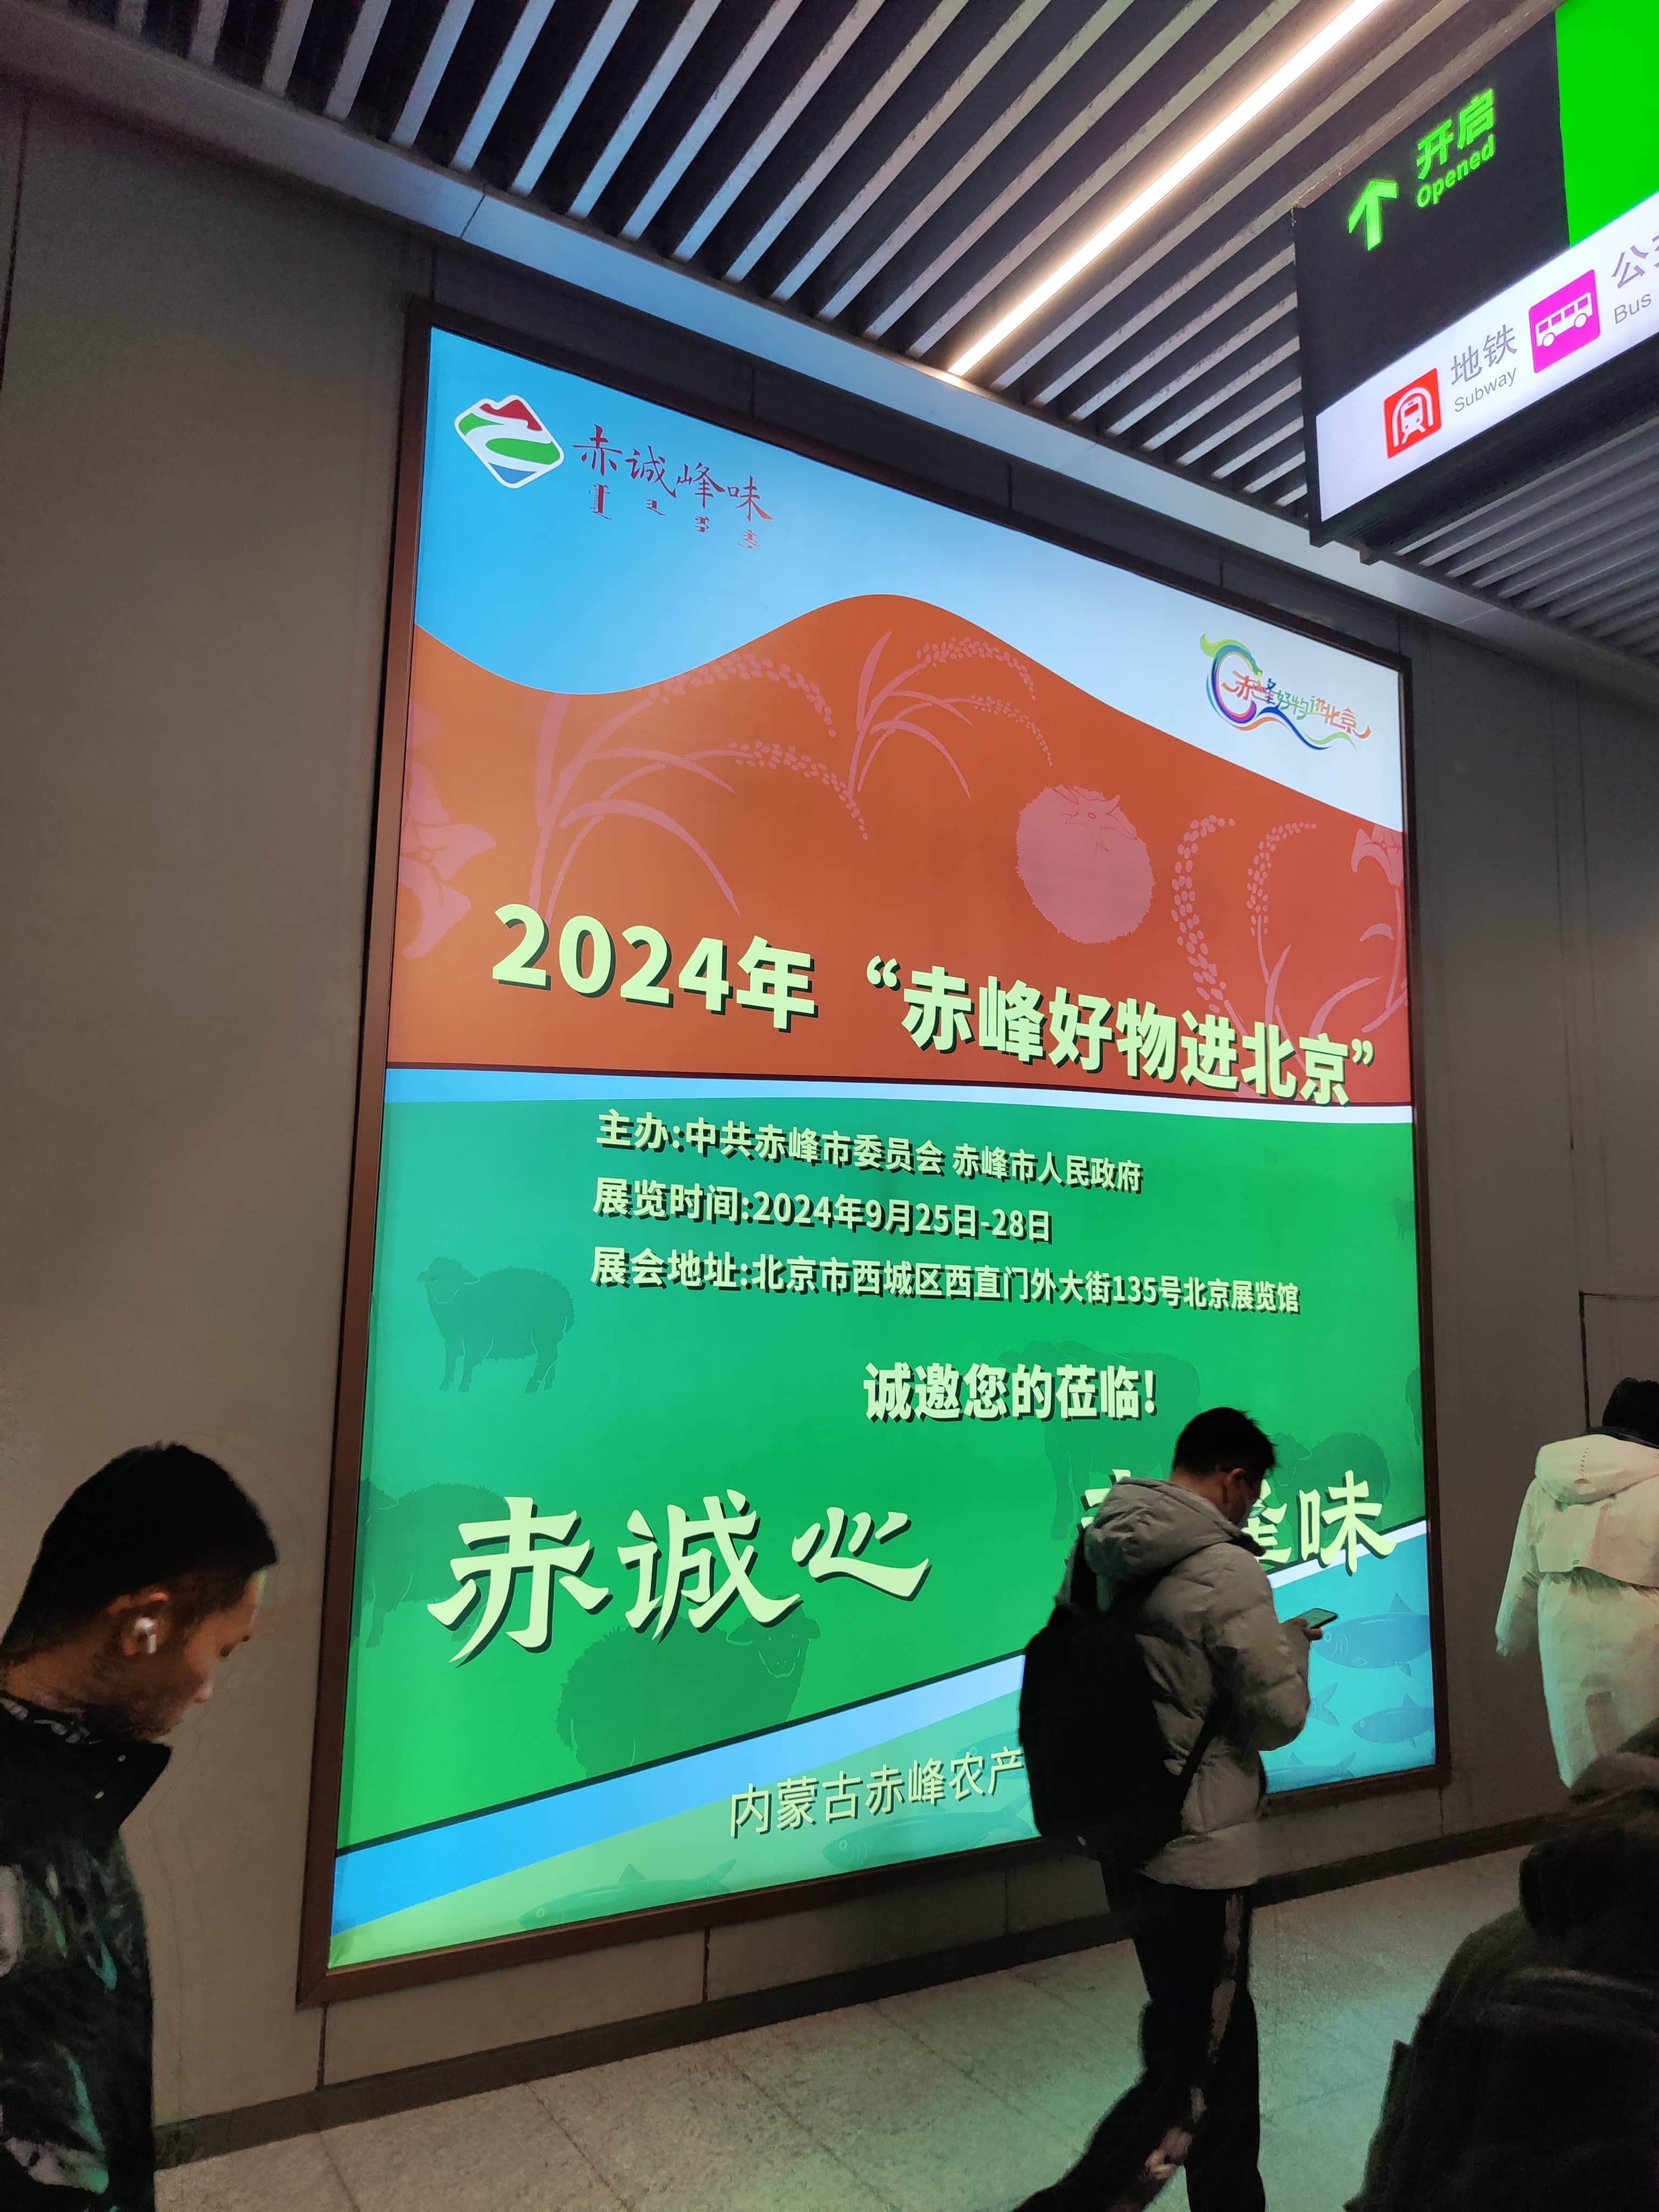 开启
Opened
地铁
Subway
Bus
赤诚峰味
赤峰好物进北京
2024年 “赤峰好物进北京”
主办:中共赤峰市委员会 赤峰市人民政府
展览时间:2024年9月25日-28日
展会地址:北京市西城区西直门外大街135号北京展览馆
诚邀您的莅临!
赤诚心
味
内蒙古赤峰农产